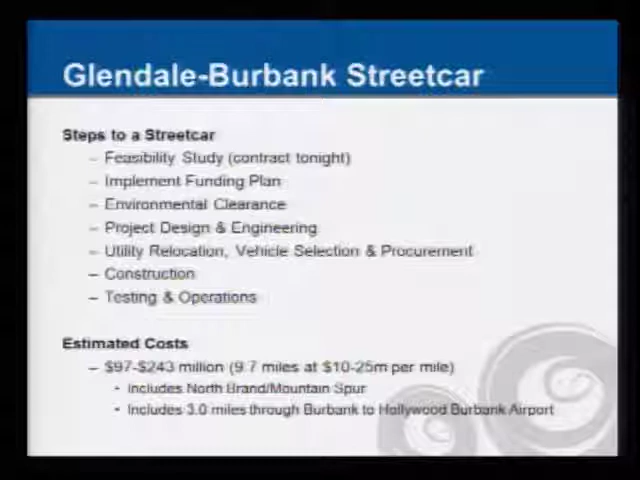 Glendale-Burbank Streetcar
Steps to a Streetcar
– Feasibility Study (contract tonight)
– Implement Funding Plan
– Environmental Clearance
– Project Design & Engineering
– Utility Relocation, Vehicle Selection & Procurement
– Construction
– Testing & Operations
Estimated Costs
– $97-$243 million (9.7 miles at $10-25m per mile)
• Includes North Brand/Mountain Spur
• Includes 3.0 miles through Burbank to Hollywood Burbank Airport